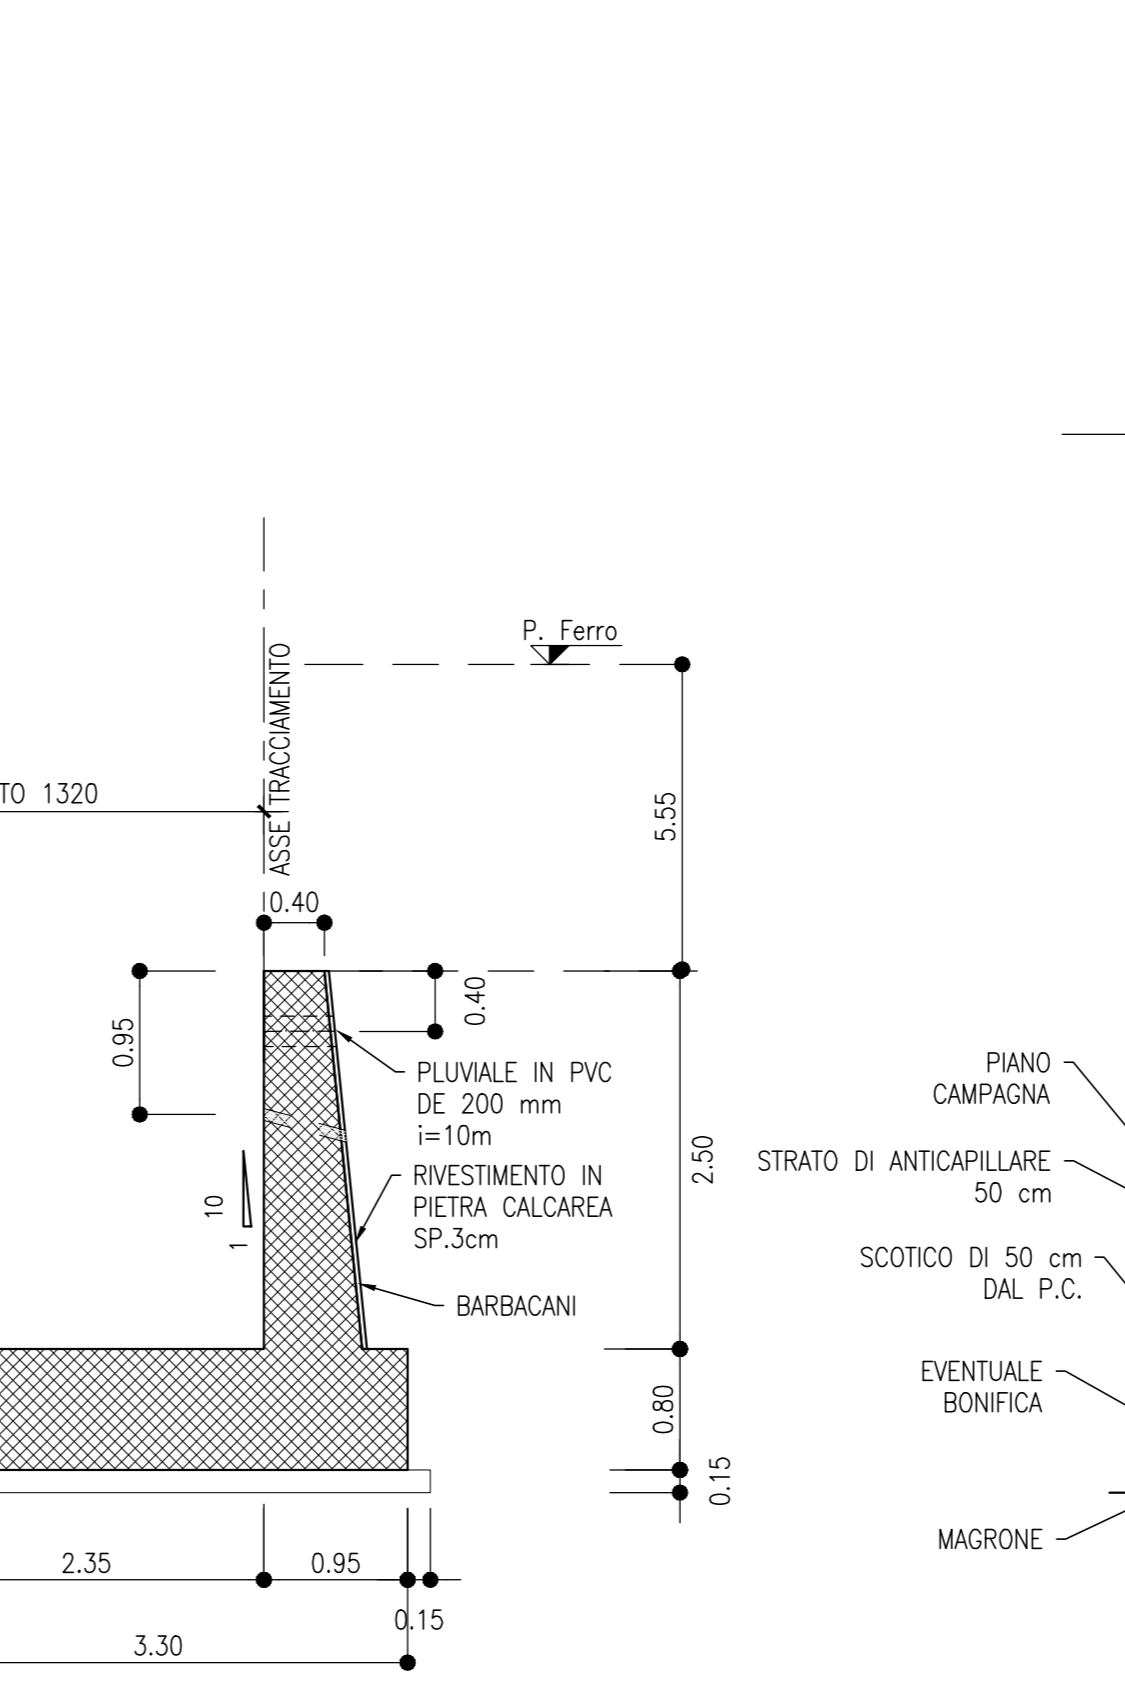 P. Ferro
ASSE TRACCIAMENTO
TO 1320
5.55
0.40
0.95
0.40
PLUVIALE IN PVC
DE 200 mm
i=10m
RIVESTIMENTO IN
PIETRA CALCAREA
SP.3cm
10
1
BARBACANI
2.50
0.80
0.15
2.35
0.95
0.15
3.30
PIANO
CAMPAGNA
STRATO DI ANTICAPILLARE
50 cm
SCOTICO DI 50 cm
DAL P.C.
EVENTUALE
BONIFICA
MAGRONE